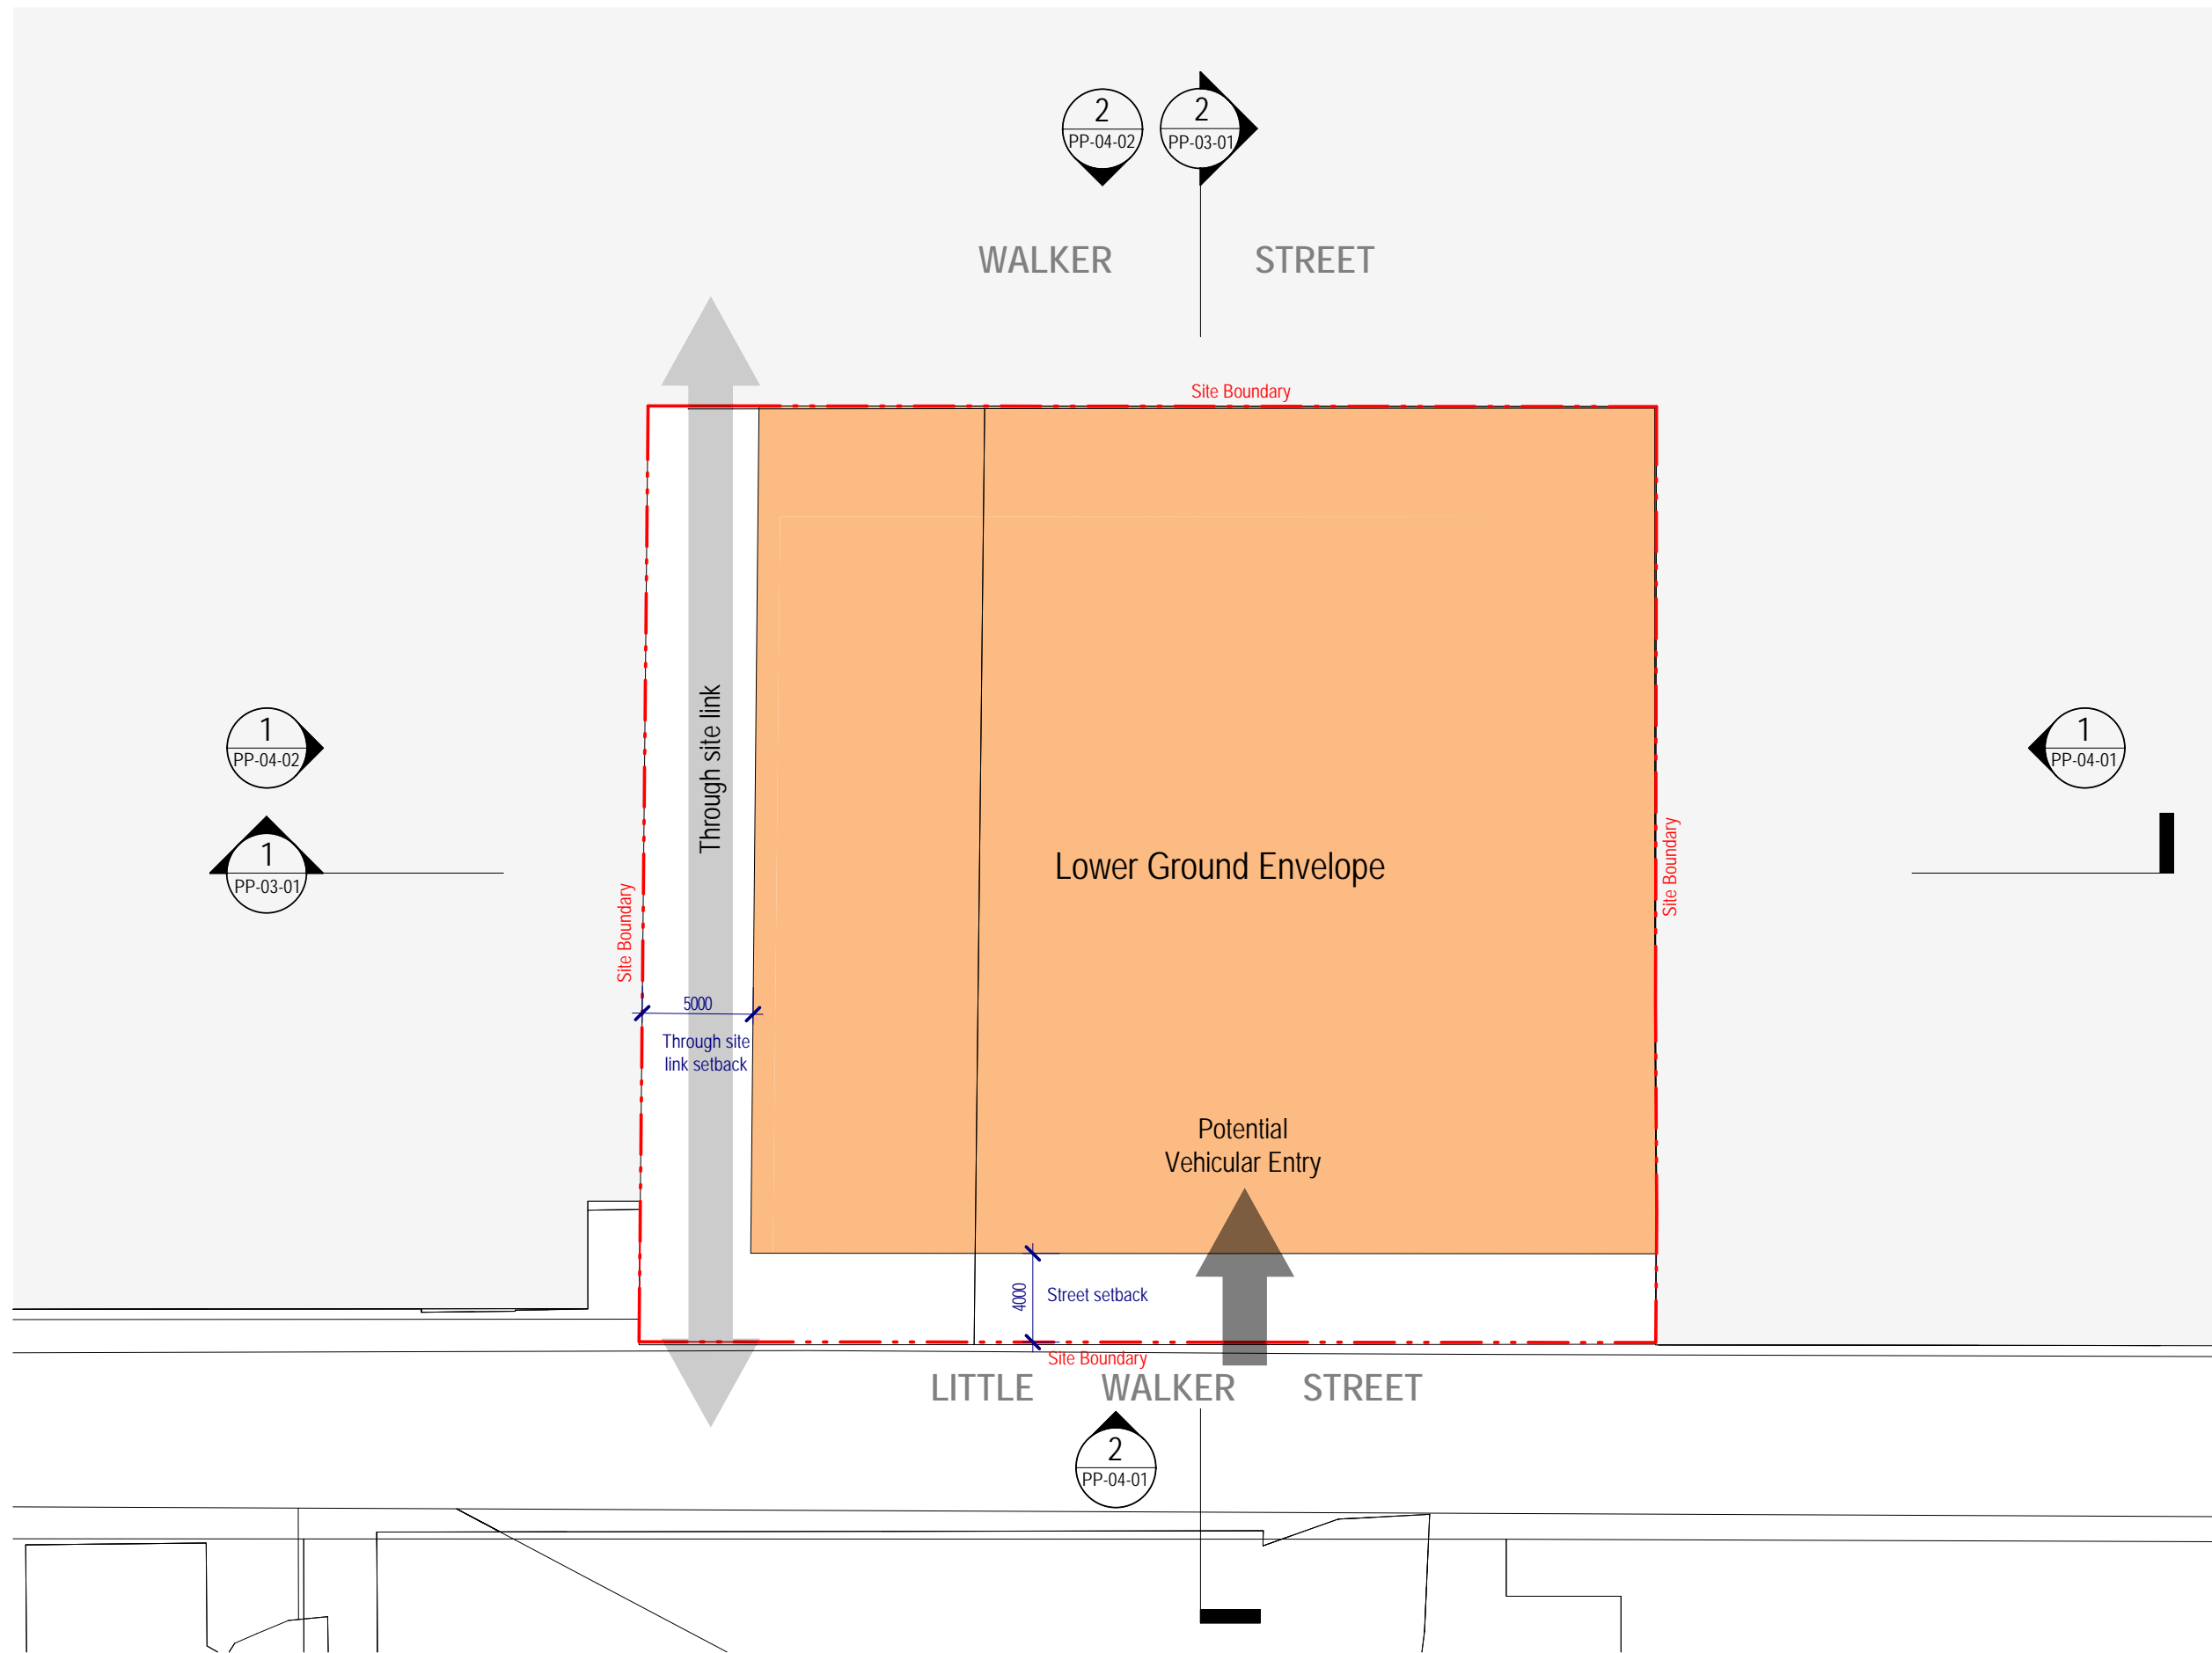 2
PP-04-02
2
PP-03-01
WALKER STREET
Site Boundary
Through site link
1
PP-04-02
1
PP-04-01
1
PP-03-01
Lower Ground Envelope
Site Boundary
Site Boundary
5000
Through site
link setback
Potential
Vehicular Entry
4000
Street setback
Site Boundary
LITTLE WALKER STREET
2
PP-04-01